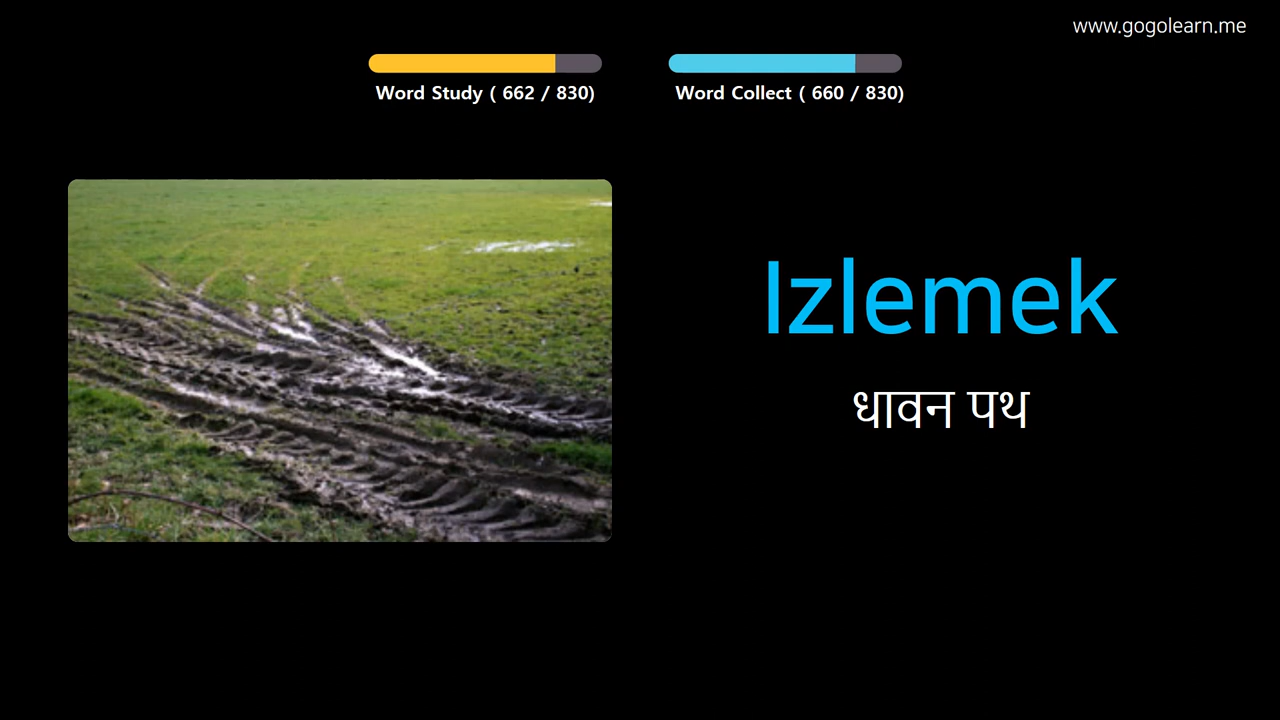 www.gogolearn.me
Word Study ( 662 / 830)
Word Collect ( 660 / 830)
Izlemek
धावन पथ